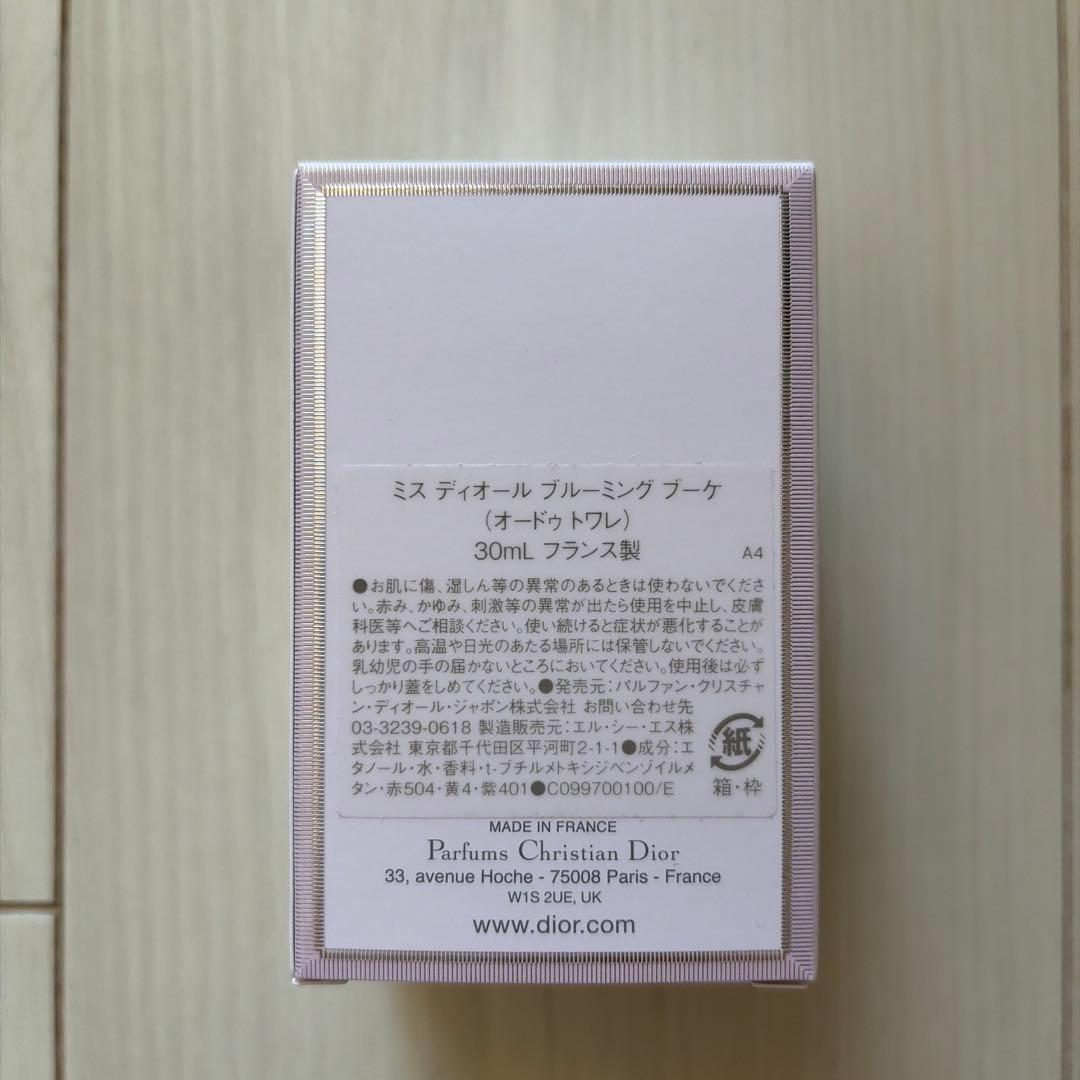 ミス ディオール ブルーミング ブーケ
(オードゥ トワレ)
30mL フランス製
A4
●お肌に傷、湿しん等の異常のあるときは使わないでくださ
い。赤み、かゆみ、刺激等の異常が出たら使用を中止し、皮膚
科医等へご相談ください。使い続けると症状が悪化することが
あります。高温や日光のあたる場所には保管しないでください。
乳幼児の手の届かないところにおいてください。使用後は必ず
しっかり蓋をしめてください。●発売元：パルファン・クリスチャ
ン・ディオール・ジャポン株式会社 お問い合わせ先
03-3239-0618 製造販売元：エル・シー・エス株
式会社 東京都千代田区平河町2-1-1●成分：エ
タノール・水・香料・t-ブチルメトキシジベンゾイルメ
タン・赤504・黄4・紫401●C099700100/E
紙
箱・枠
MADE IN FRANCE
Parfums Christian Dior
33, avenue Hoche - 75008 Paris - France
W1S 2UE, UK
www.dior.com